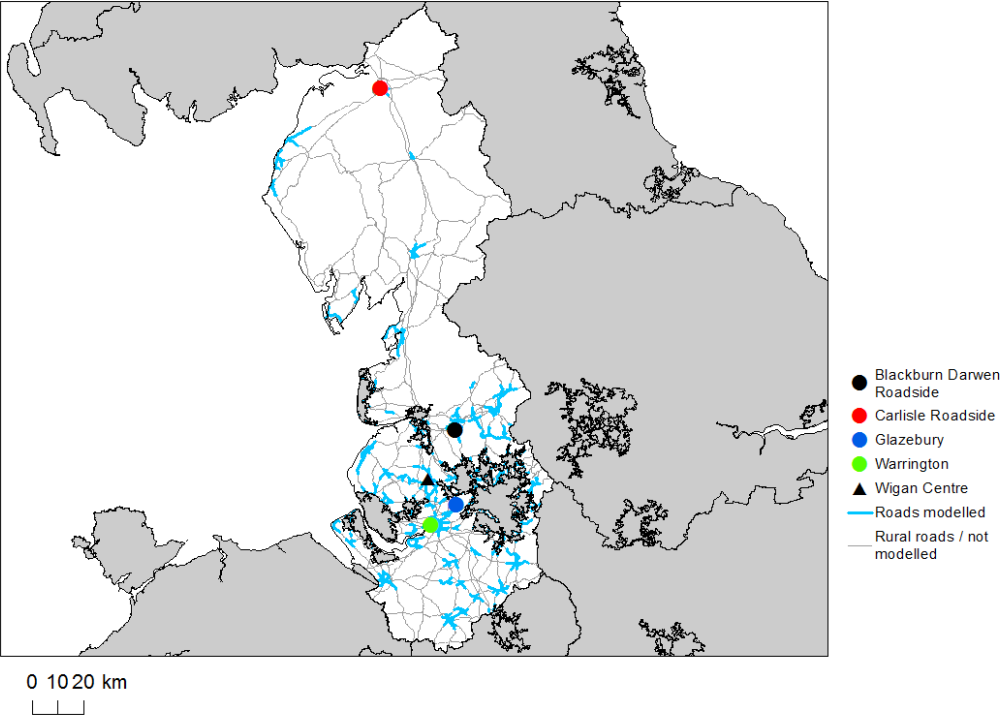 Blackburn Darwen
Roadside
Carlisle Roadside
Glazebury
Warrington
Wigan Centre
Roads modelled
Rural roads / not
modelled
0 10 20 km